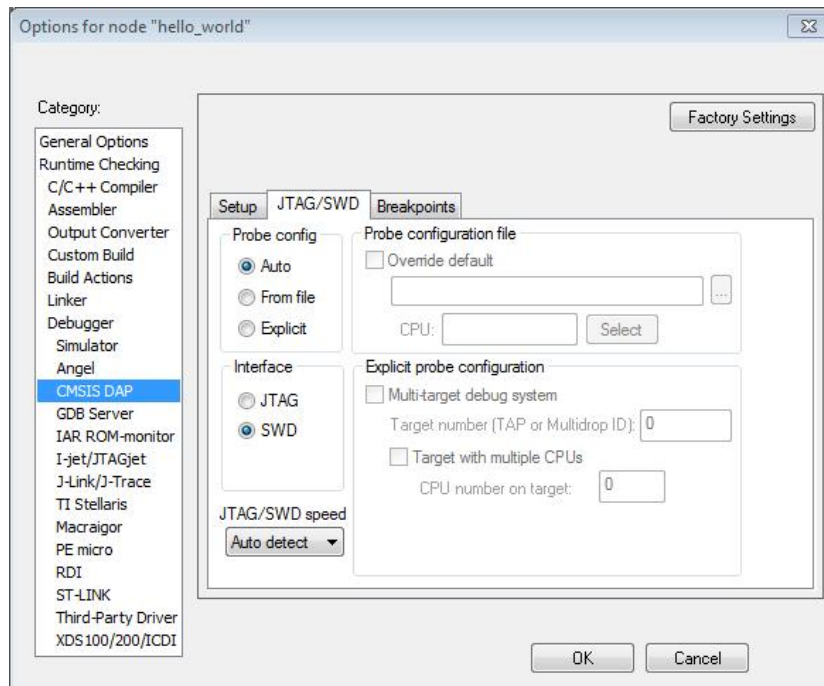 Options for node "hello_world"
Category:
Factory Settings
General Options
Runtime Checking
C/C++ Compiler
Assembler
Output Converter
Custom Build
Build Actions
Linker
Debugger
Simulator
Angel
CMSIS DAP
GDB Server
IAR ROM-monitor
I-jet/JTAGjet
J-Link/J-Trace
TI Stellaris
Macraigor
PE micro
RDI
ST-LINK
Third-Party Driver
XDS100/200/ICDI
Setup JTAG/SWD Breakpoints
Probe config
Auto
From file
Explicit
Probe configuration file
Override default
...
CPU: Select
Interface
JTAG
SWD
Explicit probe configuration
Multi-target debug system
Target number (TAP or Multidrop ID): 0
Target with multiple CPUs
CPU number on target: 0
JTAG/SWD speed
Auto detect
OK Cancel